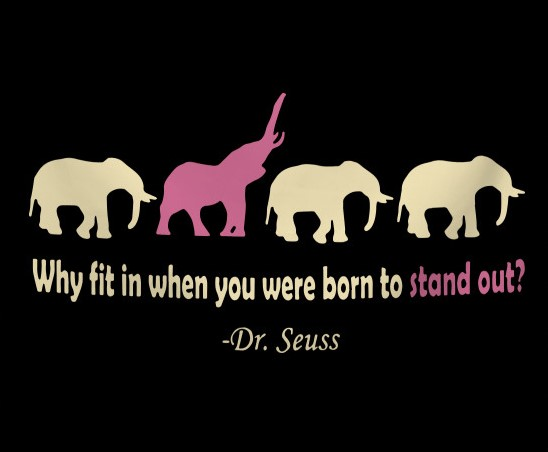 Why fit in when you were born to stand out?
-Dr. Seuss